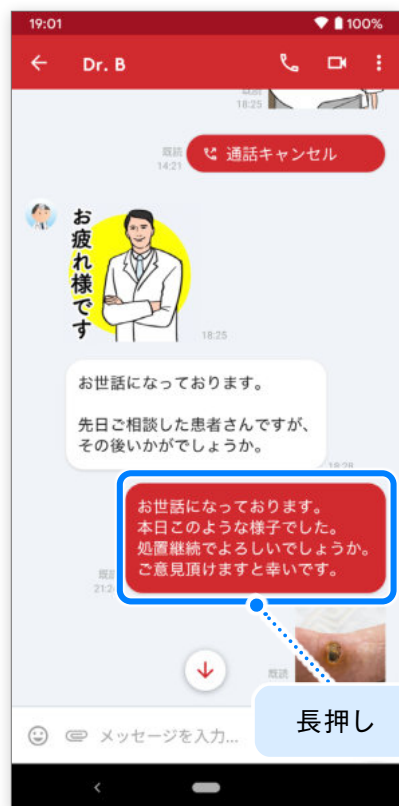 19:01
100%
Dr. B
既読
18:25
既読
14:21
通話キャンセル
お疲れ様です
18:25
お世話になっております。
先日ご相談した患者さんですが、
その後いかがでしょうか。
18:28
お世話になっております。
本日このような様子でした。
処置継続でよろしいでしょうか。
ご意見頂けますと幸いです。
既読
既読
長押し
メッセージを入力...